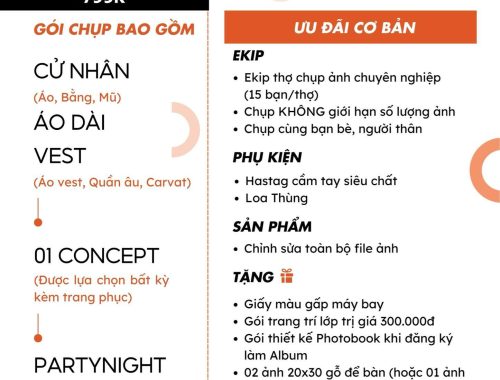 GÓI CHỤP BAO GỒM
CỬ NHÂN
(Áo, Bằng, Mũ)
ÁO DÀI
VEST
(Áo vest, Quần âu, Carvat)
01 CONCEPT
(Được lựa chọn bất kỳ
kèm trang phục)
PARTYNIGHT
ƯU ĐÃI CƠ BẢN
EKIP
• Ekip thợ chụp ảnh chuyên nghiệp
(15 bạn/thợ)
• Chụp KHÔNG giới hạn số lượng ảnh
• Chụp cùng bạn bè, người thân
PHỤ KIỆN
• Hastag cầm tay siêu chất
• Loa Thùng
SẢN PHẨM
• Chỉnh sửa toàn bộ file ảnh
TẶNG
• Giấy màu gấp máy bay
• Gói trang trí lớp trị giá 300.000đ
• Gói thiết kế Photobook khi đăng ký
làm Album
• 02 ảnh 20x30 gỗ để bàn (hoặc 01 ảnh